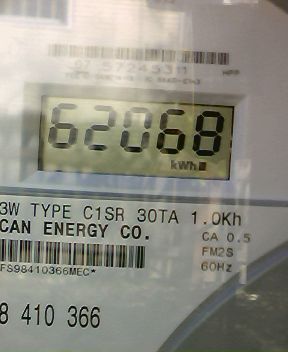 62068
kWh
3W TYPE C1SR 30TA 1.0Kh
CAN ENERGY CO.
CA 0.5
FM2S
60Hz
FS98410366MEC*
8 410 366